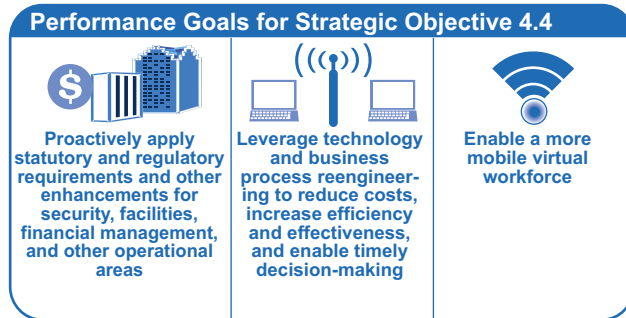 Performance Goals for Strategic Objective 4.4
$
Proactively apply
statutory and regulatory
requirements and other
enhancements for
security, facilities,
financial management,
and other operational
areas
Leverage technology
and business
process reengineer-
ing to reduce costs,
increase efficiency
and effectiveness,
and enable timely
decision-making
Enable a more
mobile virtual
workforce